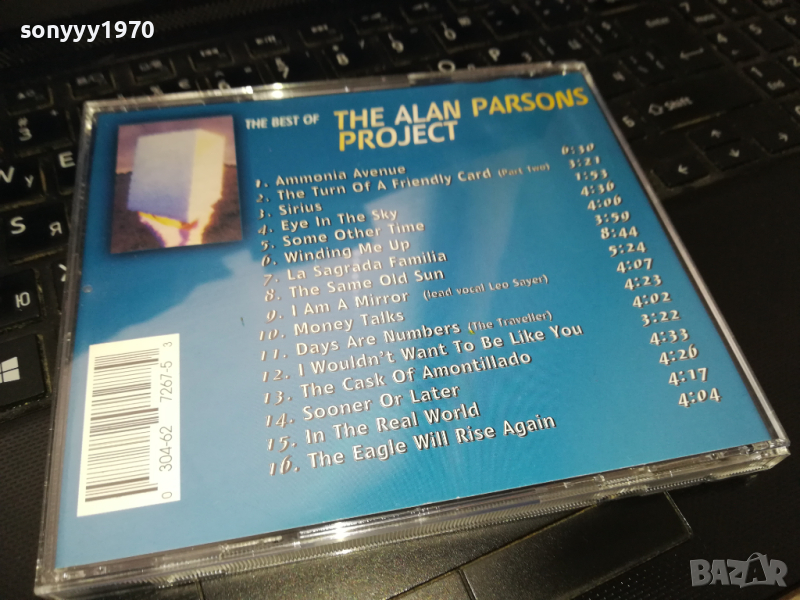 sonyyy1970
THE BEST OF THE ALAN PARSONS
PROJECT
1. Ammonia Avenue 6:30
2. The Turn Of A Friendly Card (Part Two) 3:21
3. Sirius 1:53
4. Eye In The Sky 4:36
5. Some Other Time 4:06
6. Winding Me Up 3:59
7. La Sagrada Familia 8:44
8. The Same Old Sun 5:24
9. I Am A Mirror (lead vocal Leo Sayer) 4:07
10. Money Talks 4:23
11. Days Are Numbers (The Traveller) 4:02
12. I Wouldn't Want To Be Like You 3:22
13. The Cask Of Amontillado 4:33
14. Sooner Or Later 4:26
15. In The Real World 4:17
16. The Eagle Will Rise Again 4:04
0 304-62 7267-5 3
Shift
BAZAR